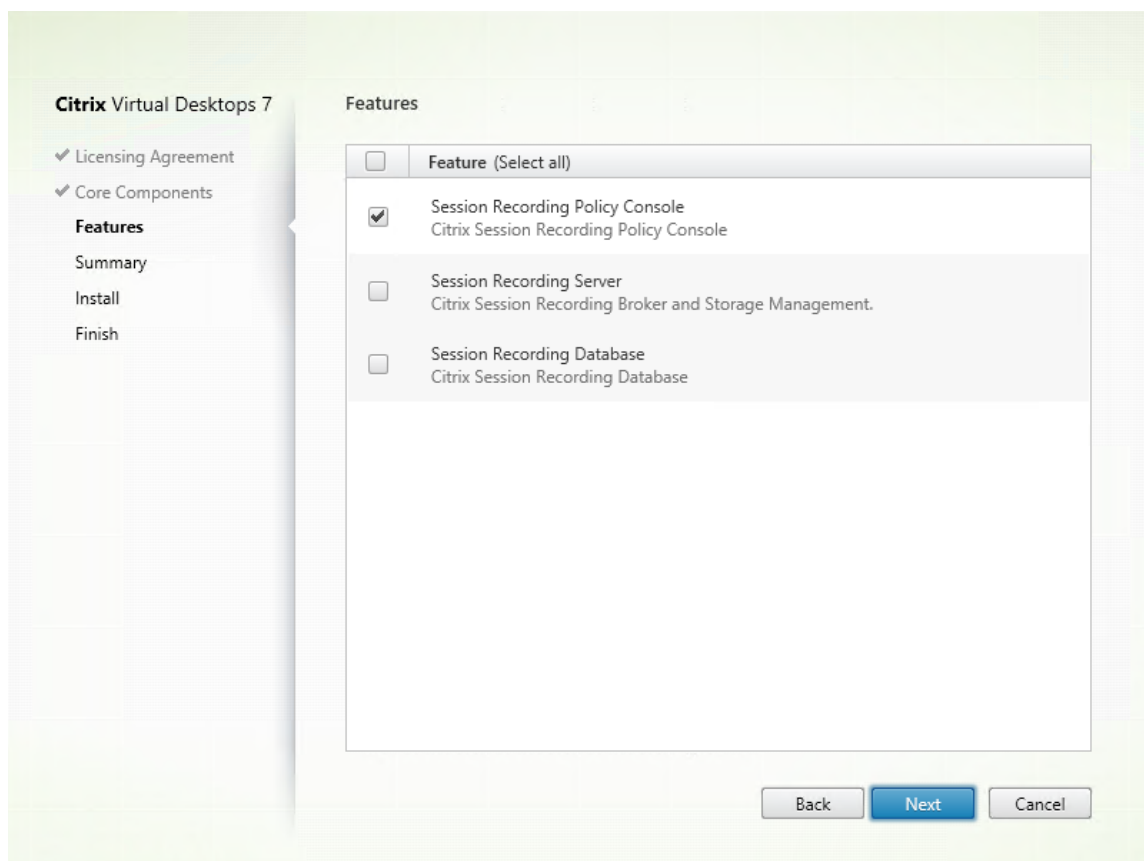 Citrix Virtual Desktops 7
Licensing Agreement
Core Components
Features
Summary
Install
Finish
Features
Feature (Select all)
Session Recording Policy Console
Citrix Session Recording Policy Console
Session Recording Server
Citrix Session Recording Broker and Storage Management.
Session Recording Database
Citrix Session Recording Database
Back
Next
Cancel